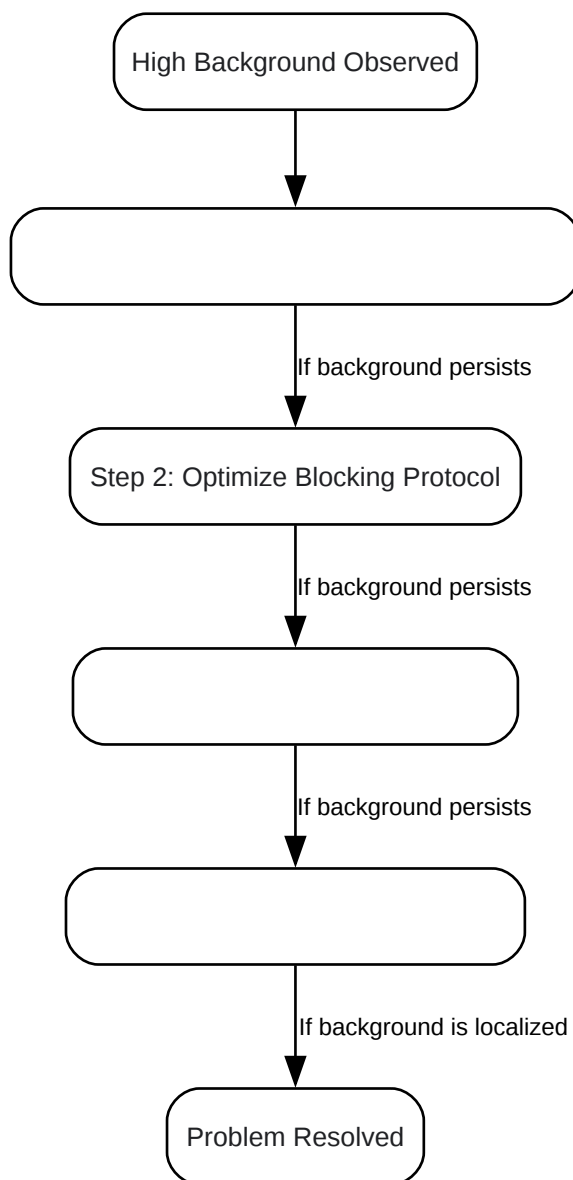 High Background Observed
If background persists
Step 2: Optimize Blocking Protocol
If background persists
If background persists
If background is localized
Problem Resolved